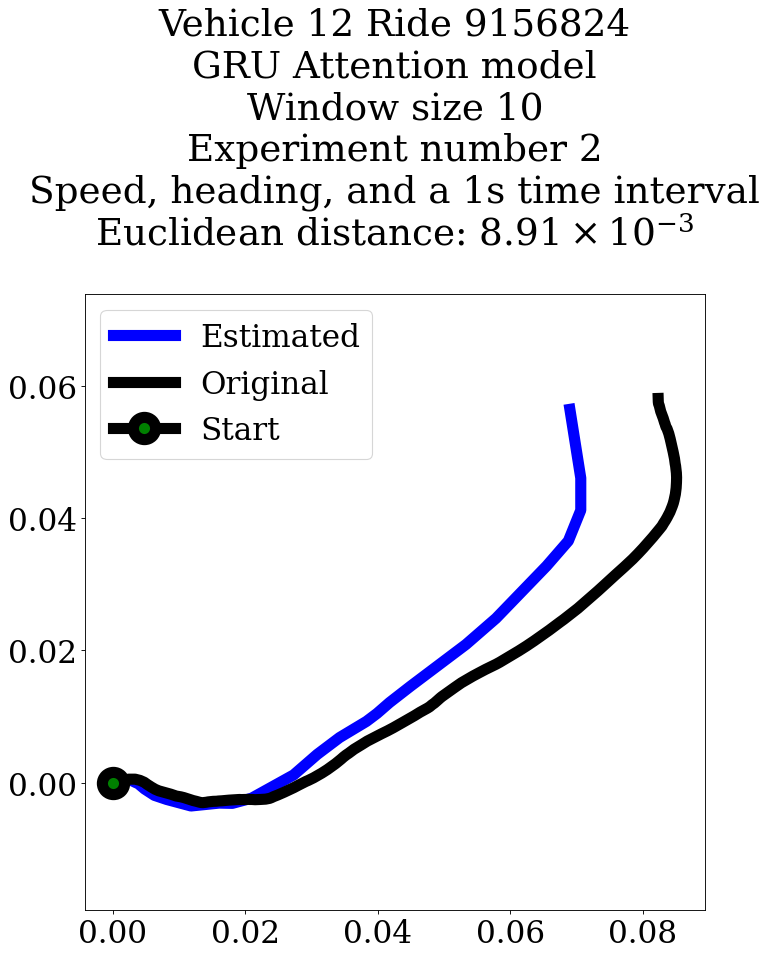 Vehicle 12 Ride 9156824
GRU Attention model
Window size 10
Experiment number 2
Speed, heading, and a 1s time interval
Euclidean distance: 8.91 × 10⁻³
Estimated
Original
Start
0.06
0.04
0.02
0.00
0.00 0.02 0.04 0.06 0.08